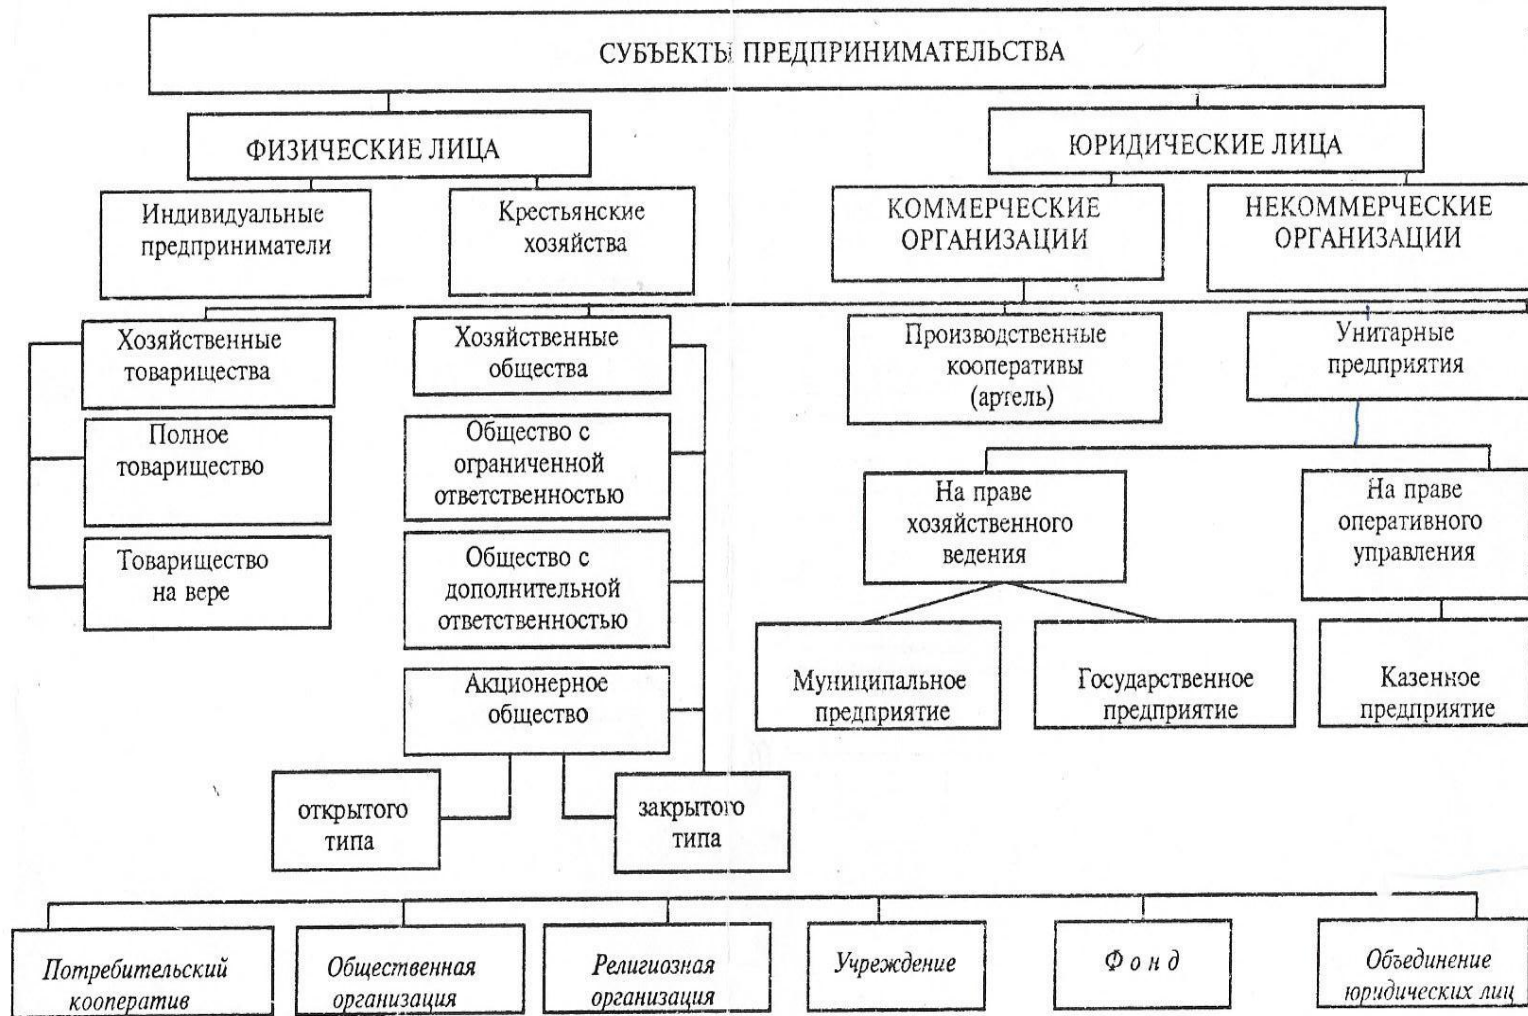 СУБЪЕКТЫ ПРЕДПРИНИМАТЕЛЬСТВА
ФИЗИЧЕСКИЕ ЛИЦА
ЮРИДИЧЕСКИЕ ЛИЦА
Индивидуальные
предприниматели
Крестьянские
хозяйства
КОММЕРЧЕСКИЕ
ОРГАНИЗАЦИИ
НЕКОММЕРЧЕСКИЕ
ОРГАНИЗАЦИИ
Хозяйственные
товарищества
Хозяйственные
общества
Производственные
кооперативы
(артель)
Унитарные
предприятия
Полное
товарищество
Общество с
ограниченной
ответственностью
На праве
хозяйственного
ведения
На праве
оперативного
управления
Товарищество
на вере
Общество с
дополнительной
ответственностью
Муниципальное
предприятие
Государственное
предприятие
Казенное
предприятие
Акционерное
общество
открытого
типа
закрытого
типа
Потребительский
кооператив
Общественная
организация
Религиозная
организация
Учреждение
Фонд
Объединение
юридических лиц